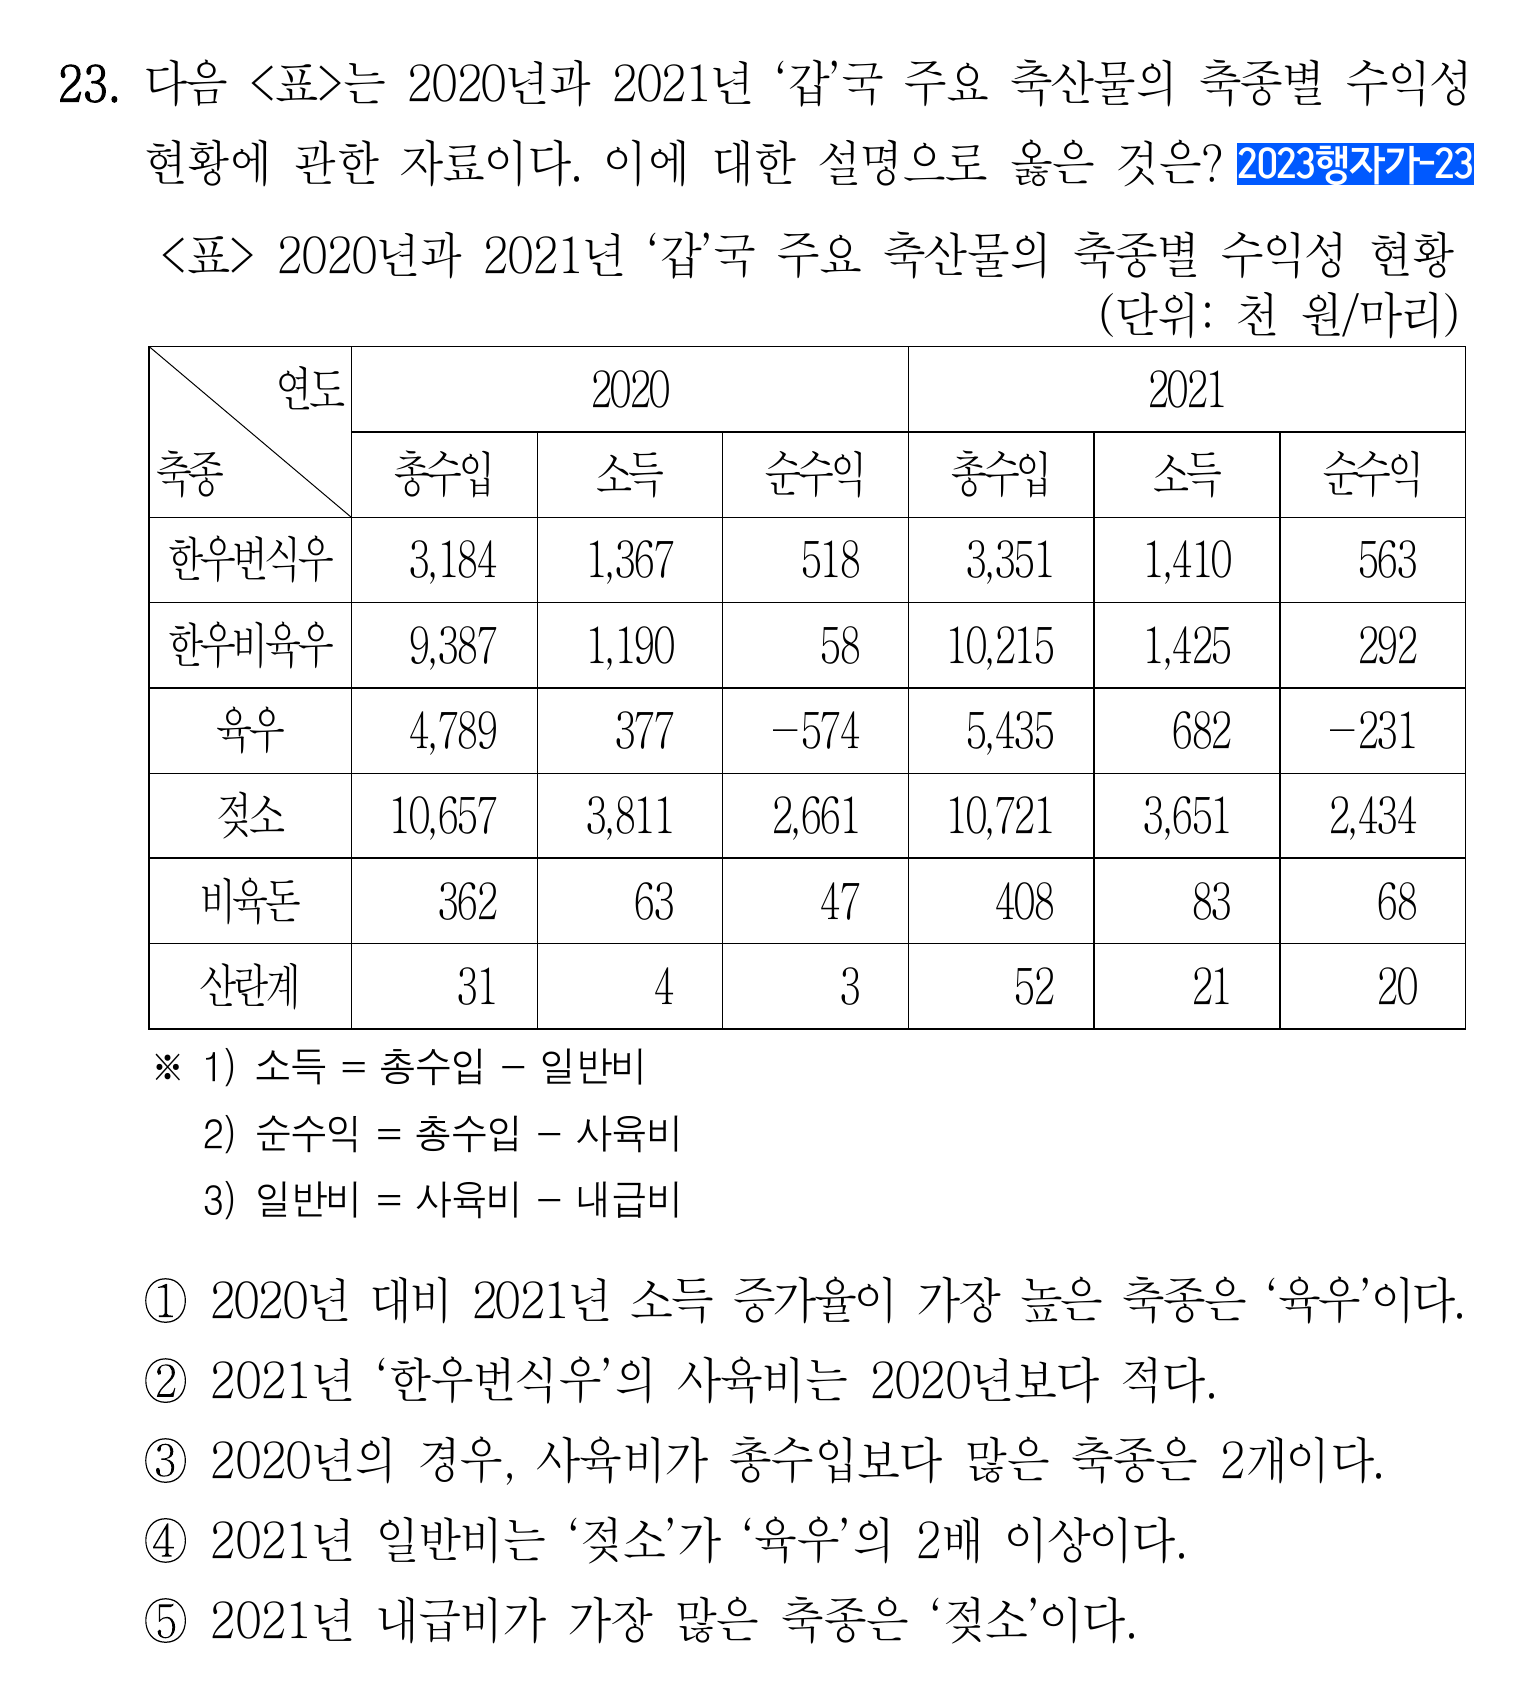 23. 다음 <표>는 2020년과 2021년 ‘갑’국 주요 축산물의 축종별 수익성
현황에 관한 자료이다. 이에 대한 설명으로 옳은 것은? 2023행자가-23
<표> 2020년과 2021년 ‘갑’국 주요 축산물의 축종별 수익성 현황
(단위: 천 원/마리)
연도 2020 2021
축종 총수입 소득 순수익 총수입 소득 순수익
한우번식우 3,184 1,367 518 3,351 1,410 563
한우비육우 9,387 1,190 58 10,215 1,425 292
육우 4,789 377 −574 5,435 682 −231
젖소 10,657 3,811 2,661 10,721 3,651 2,434
비육돈 362 63 47 408 83 68
산란계 31 4 3 52 21 20
※ 1) 소득 = 총수입 − 일반비
2) 순수익 = 총수입 − 사육비
3) 일반비 = 사육비 − 내급비
① 2020년 대비 2021년 소득 증가율이 가장 높은 축종은 ‘육우’이다.
② 2021년 ‘한우번식우’의 사육비는 2020년보다 적다.
③ 2020년의 경우, 사육비가 총수입보다 많은 축종은 2개이다.
④ 2021년 일반비는 ‘젖소’가 ‘육우’의 2배 이상이다.
⑤ 2021년 내급비가 가장 많은 축종은 ‘젖소’이다.